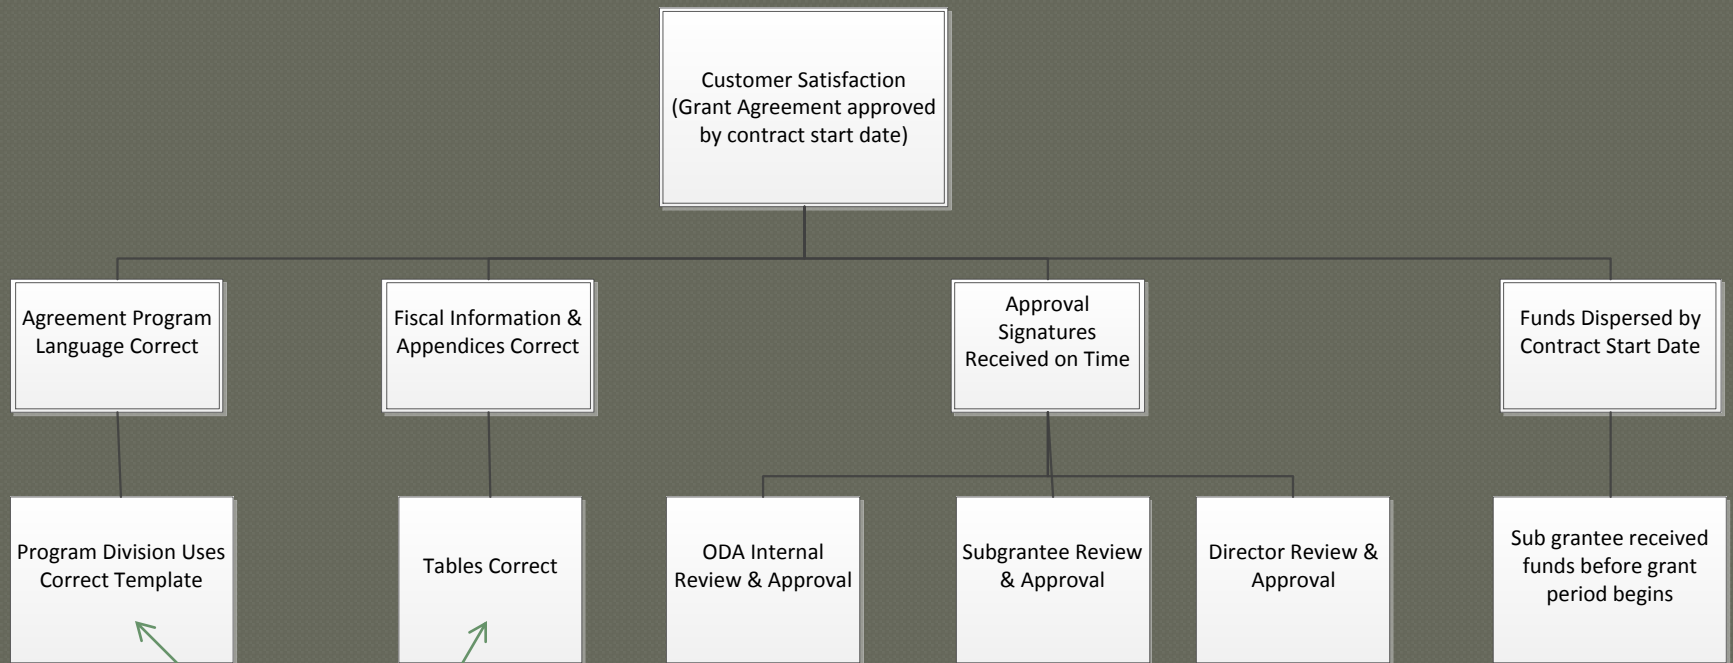 Customer Satisfaction
(Grant Agreement approved
by contract start date)
Agreement Program
Language Correct
Fiscal Information &
Appendices Correct
Approval
Signatures
Received on Time
Funds Dispersed by
Contract Start Date
Program Division Uses
Correct Template
Tables Correct
ODA Internal
Review & Approval
Subgrantee Review
& Approval
Director Review &
Approval
Sub grantee received
funds before grant
period begins